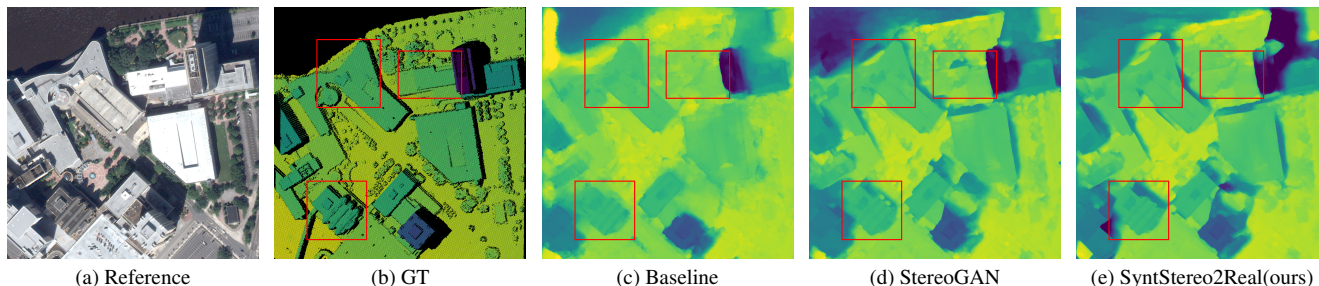 (a) Reference
(b) GT
(c) Baseline
(d) StereoGAN
(e) SyntStereo2Real(ours)